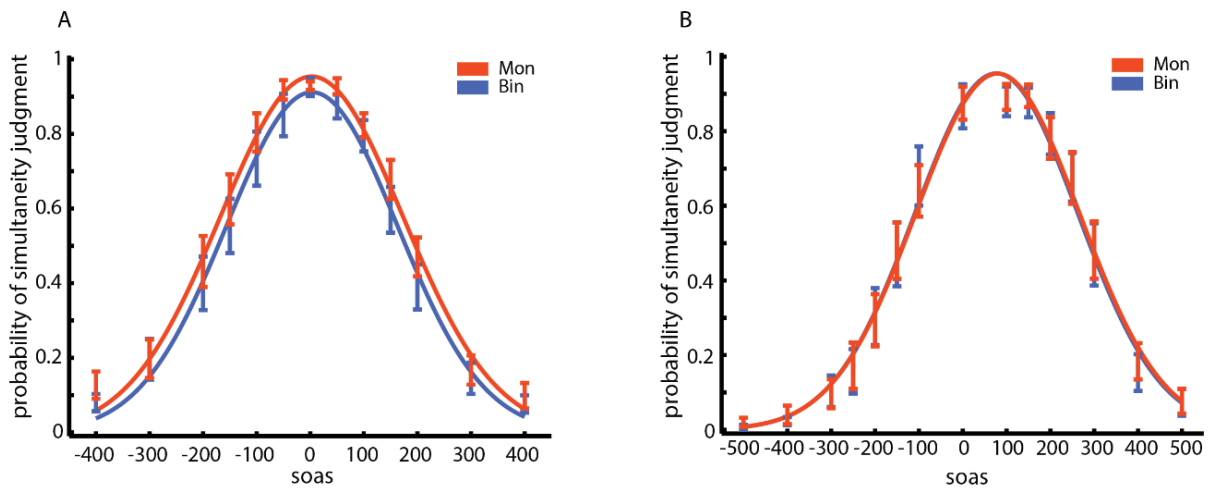 A
probability of simultaneity judgment
1
0.8
0.6
0.4
0.2
0
Mon
Bin
-400 -300 -200 -100 0 100 200 300 400
soas
B
probability of simultaneity judgment
1
0.8
0.6
0.4
0.2
0
Mon
Bin
-500 -400 -300 -200 -100 0 100 200 300 400 500
soas